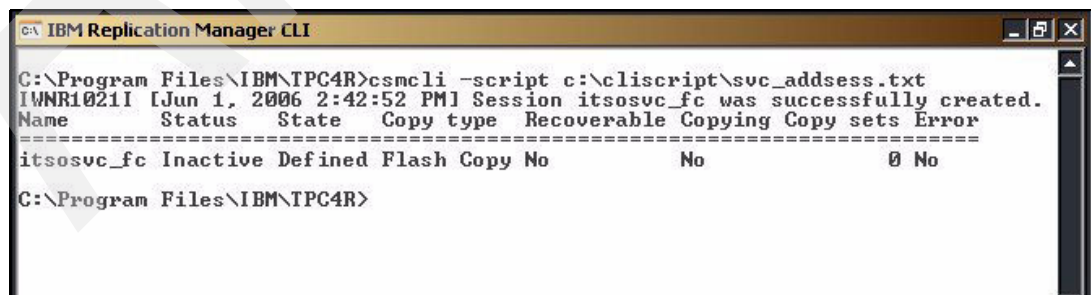 C:\ IBM Replication Manager CLI
C:\Program Files\IBM\TPC4R>csmcli -script c:\cliscript\svc_addsess.txt
IWNR1021I [Jun 1, 2006 2:42:52 PM] Session itsosvc_fc was successfully created.
Name Status State Copy type Recoverable Copying Copy sets Error
===============================================================================
itsosvc_fc Inactive Defined Flash Copy No No 0 No
C:\Program Files\IBM\TPC4R>